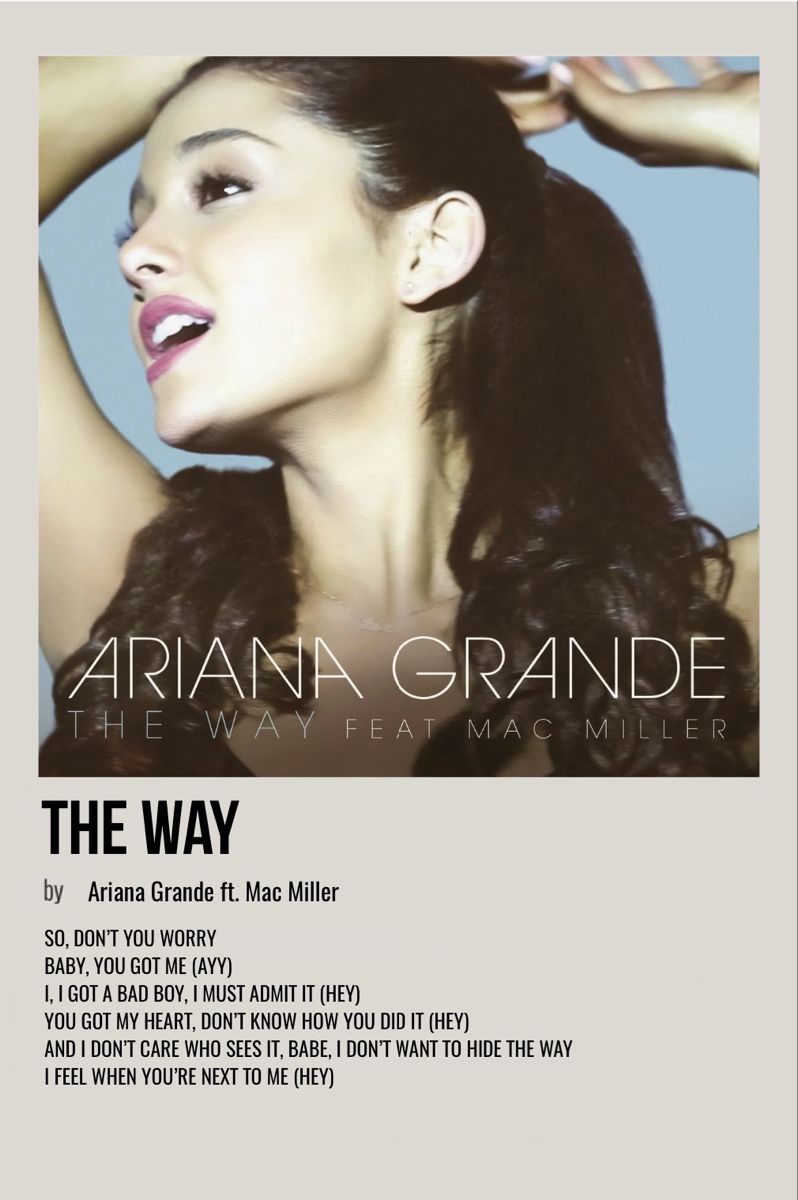 ARIANA GRANDE
THE WAY FEAT MAC MILLER
THE WAY
by Ariana Grande ft. Mac Miller
SO, DON'T YOU WORRY
BABY, YOU GOT ME (AYY)
I, I GOT A BAD BOY, I MUST ADMIT IT (HEY)
YOU GOT MY HEART, DON'T KNOW HOW YOU DID IT (HEY)
AND I DON'T CARE WHO SEES IT, BABE, I DON'T WANT TO HIDE THE WAY
I FEEL WHEN YOU'RE NEXT TO ME (HEY)